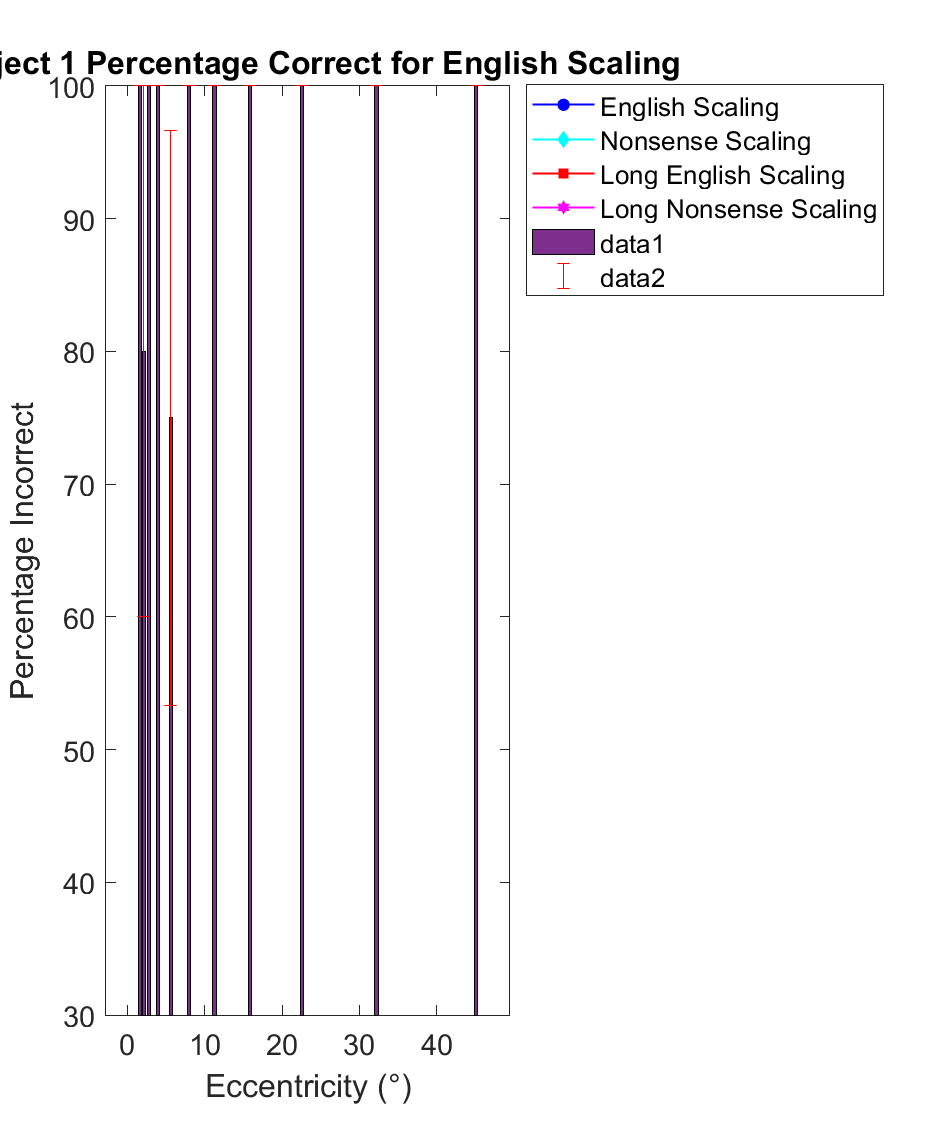 ject 1 Percentage Correct for English Scaling
English Scaling
Nonsense Scaling
Long English Scaling
Long Nonsense Scaling
data1
data2
100
90
80
70
60
50
40
30
Percentage Incorrect
0 10 20 30 40
Eccentricity (°)